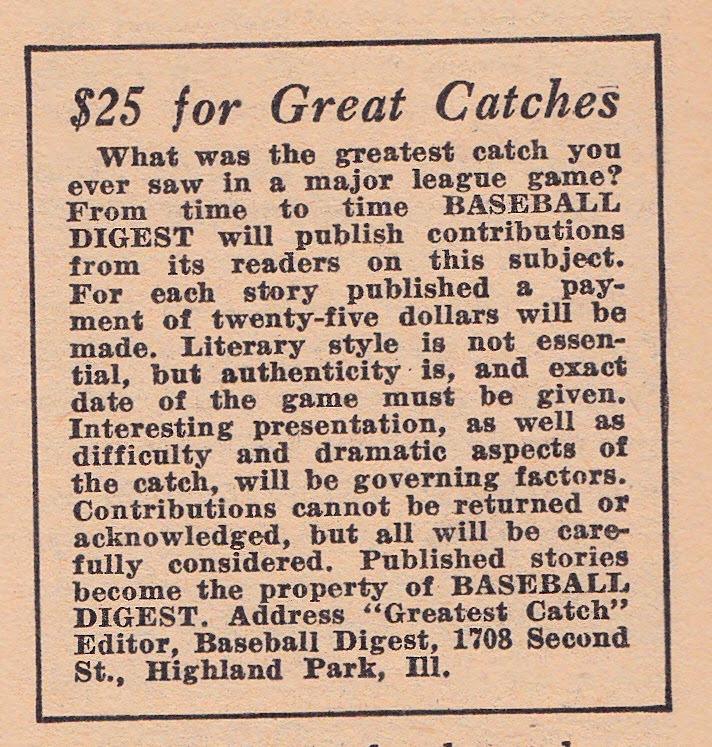 $25 for Great Catches
What was the greatest catch you
ever saw in a major league game?
From time to time BASEBALL
DIGEST will publish contributions
from its readers on this subject.
For each story published a pay-
ment of twenty-five dollars will be
made. Literary style is not essen-
tial, but authenticity is, and exact
date of the game must be given.
Interesting presentation, as well as
difficulty and dramatic aspects of
the catch, will be governing factors.
Contributions cannot be returned or
acknowledged, but all will be care-
fully considered. Published stories
become the property of BASEBALL
DIGEST. Address "Greatest Catch"
Editor, Baseball Digest, 1708 Second
St., Highland Park, Ill.